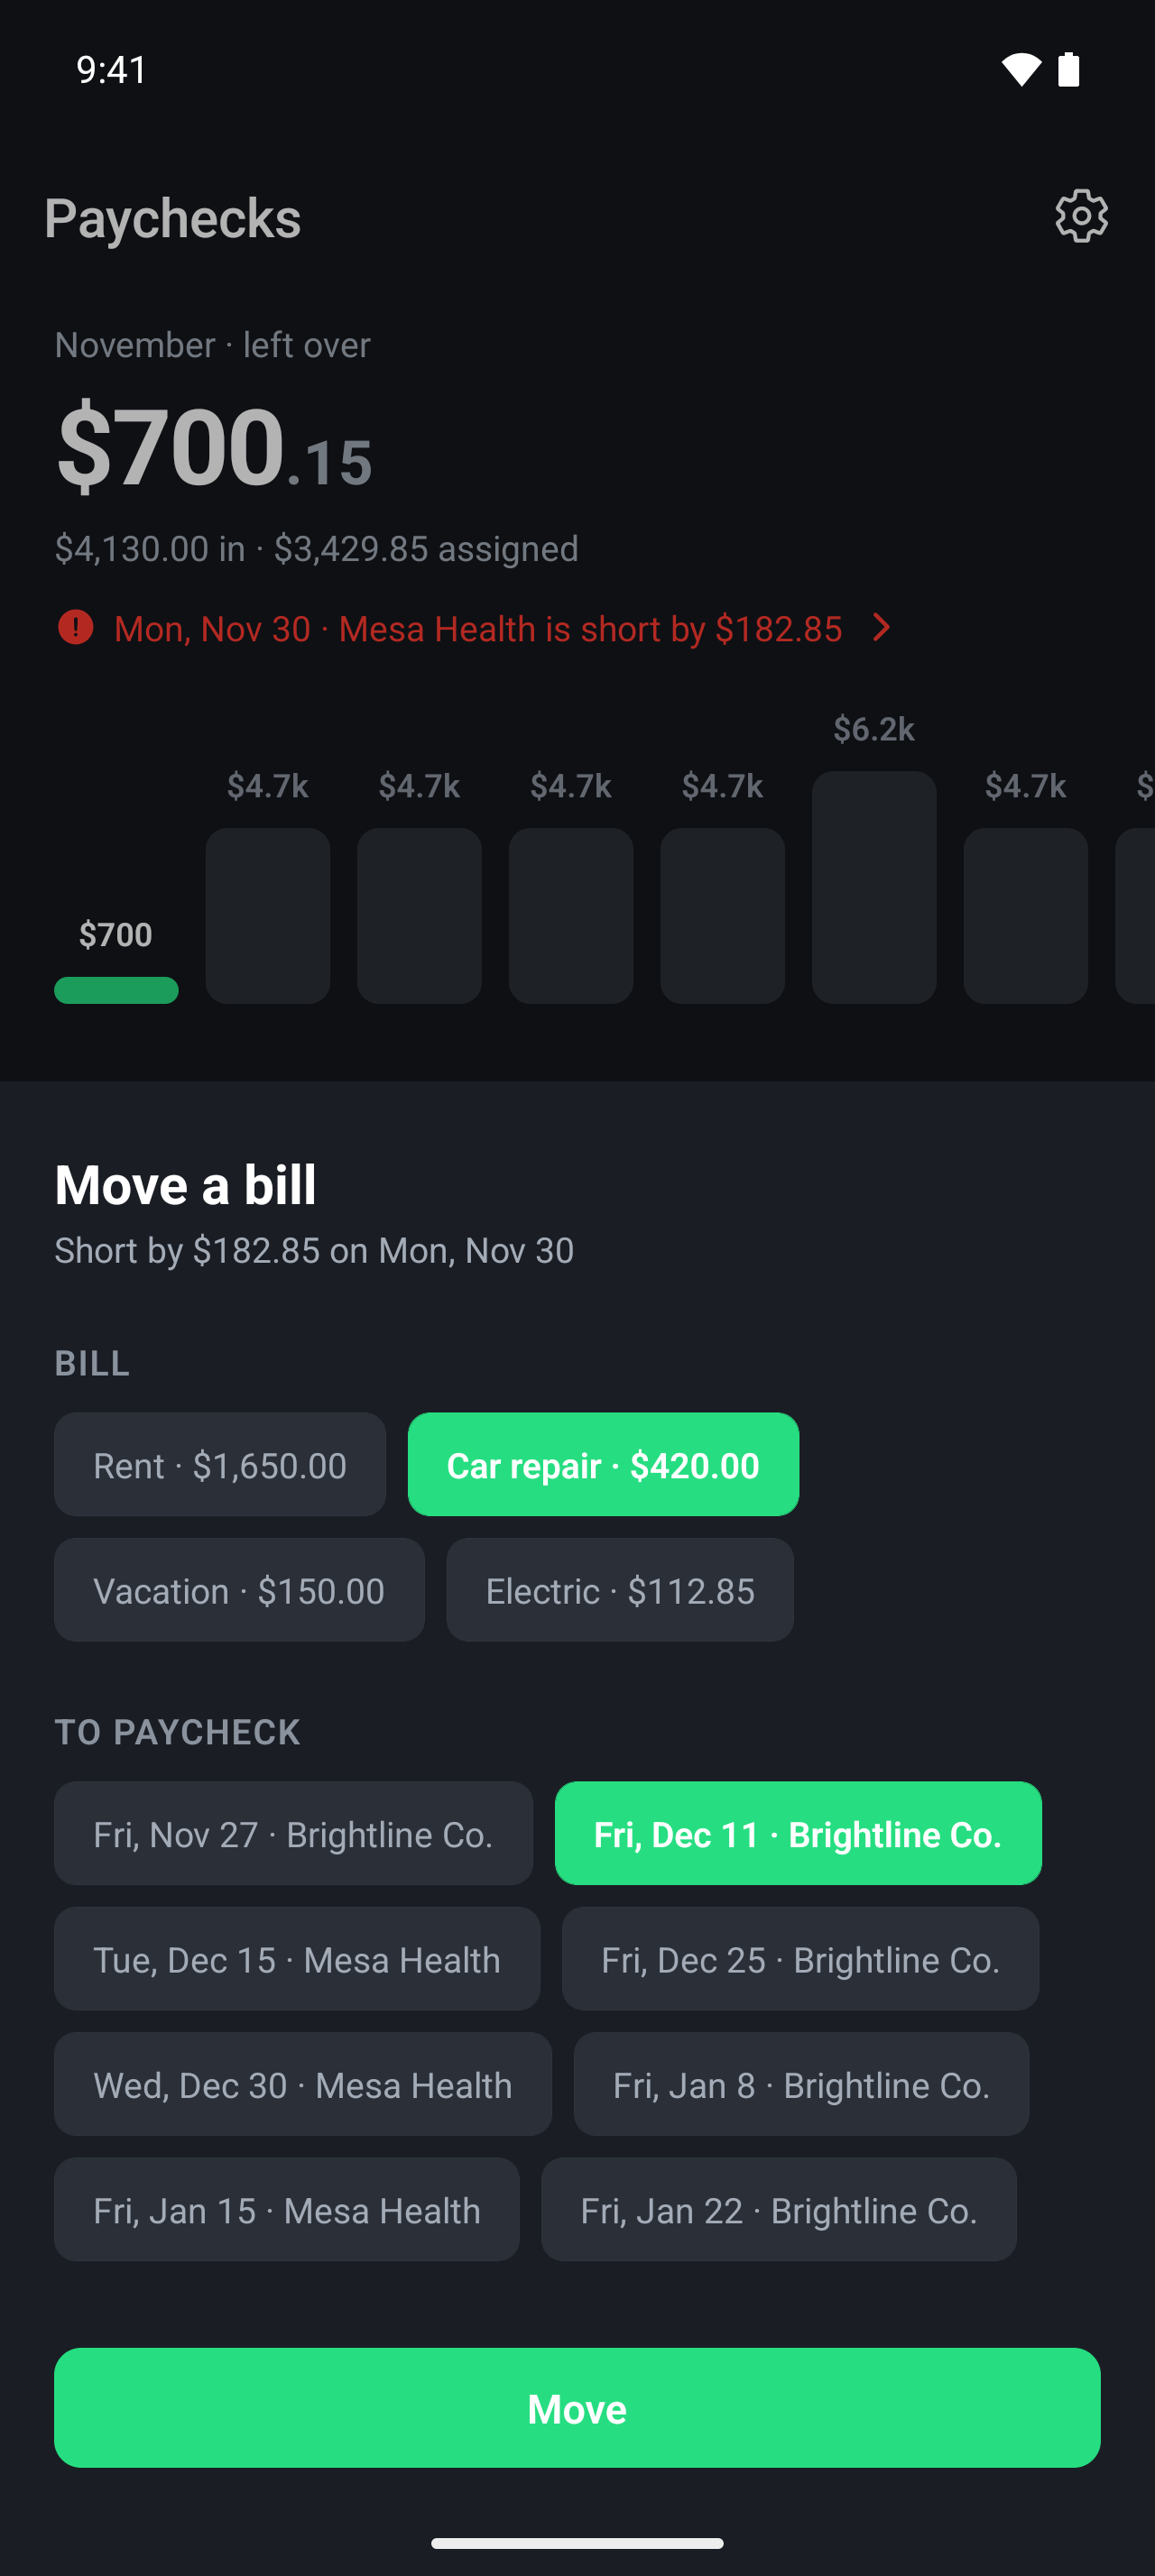 9:41
Paychecks
November · left over
$700.15
$4,130.00 in · $3,429.85 assigned
Mon, Nov 30 · Mesa Health is short by $182.85
$700
$4.7k
$4.7k
$4.7k
$4.7k
$6.2k
$4.7k
$
Move a bill
Short by $182.85 on Mon, Nov 30
BILL
Rent · $1,650.00
Car repair · $420.00
Vacation · $150.00
Electric · $112.85
TO PAYCHECK
Fri, Nov 27 · Brightline Co.
Fri, Dec 11 · Brightline Co.
Tue, Dec 15 · Mesa Health
Fri, Dec 25 · Brightline Co.
Wed, Dec 30 · Mesa Health
Fri, Jan 8 · Brightline Co.
Fri, Jan 15 · Mesa Health
Fri, Jan 22 · Brightline Co.
Move